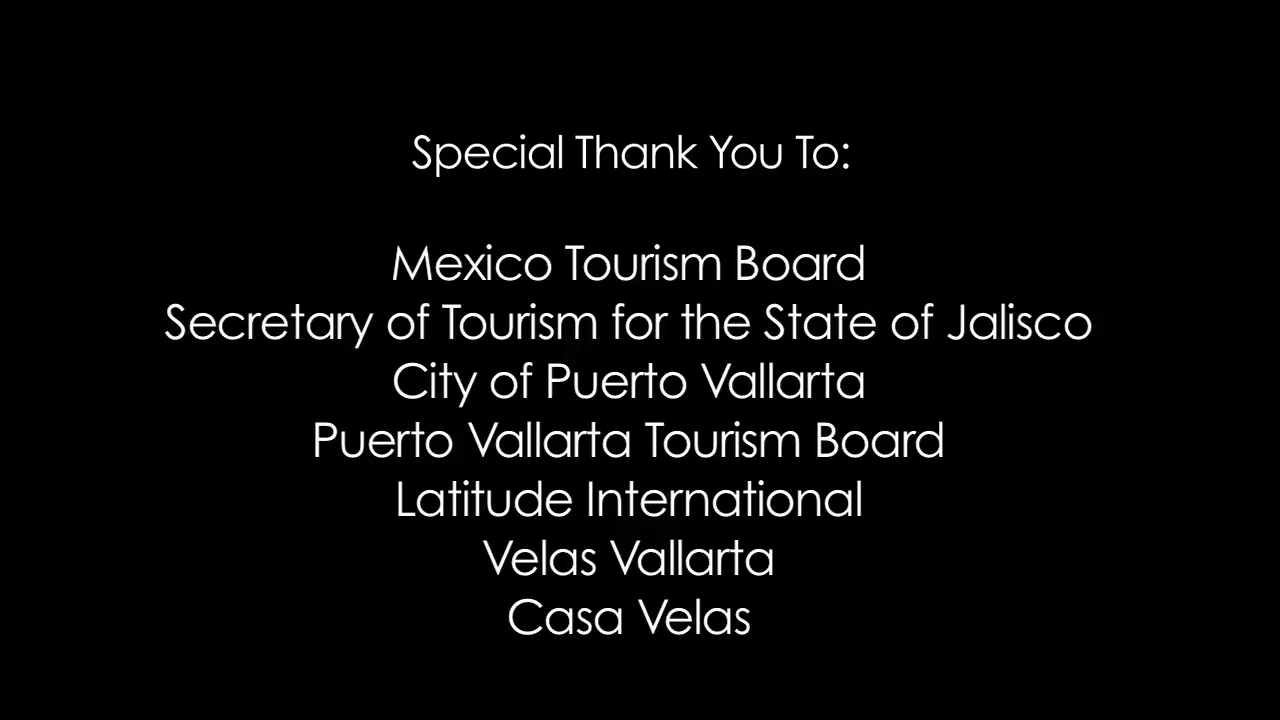 Special Thank You To:
Mexico Tourism Board
Secretary of Tourism for the State of Jalisco
City of Puerto Vallarta
Puerto Vallarta Tourism Board
Latitude International
Velas Vallarta
Casa Velas